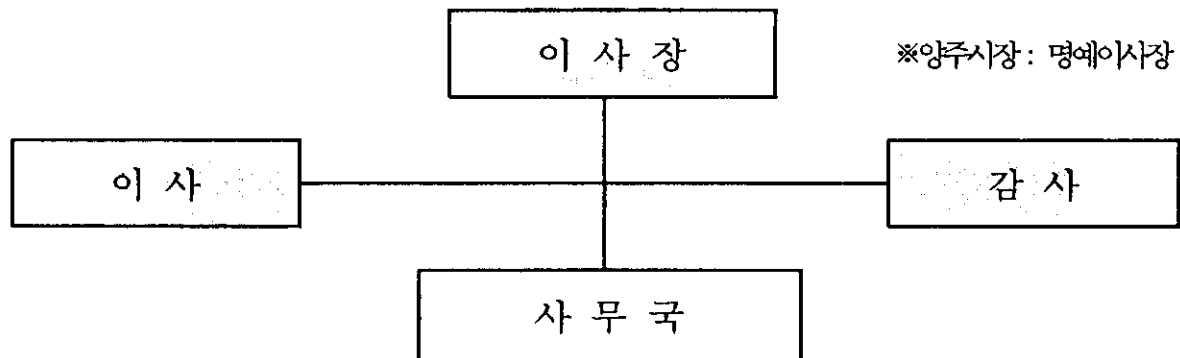 이 사 장
※양주시장 : 명예이사장
이 사
감 사
사 무 국